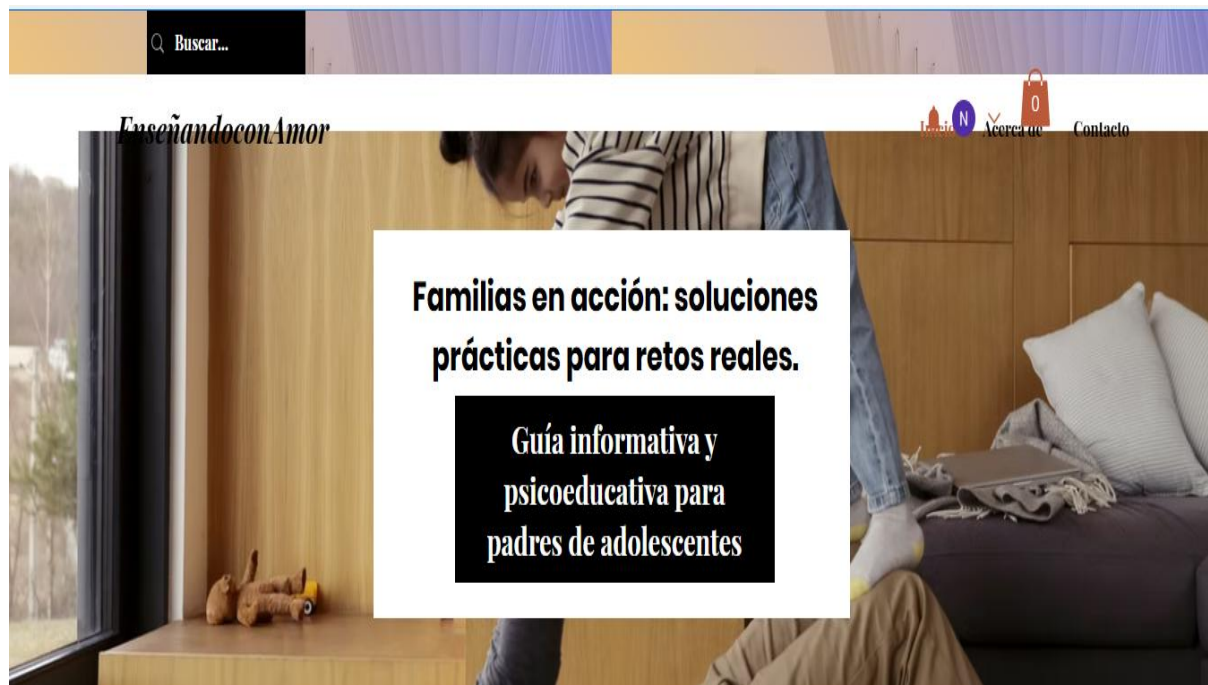 Buscar...
0
EnseñandoconAmor
Inicio N Acerca de Contacto
Familias en acción: soluciones
prácticas para retos reales.
Guía informativa y
psicoeducativa para
padres de adolescentes